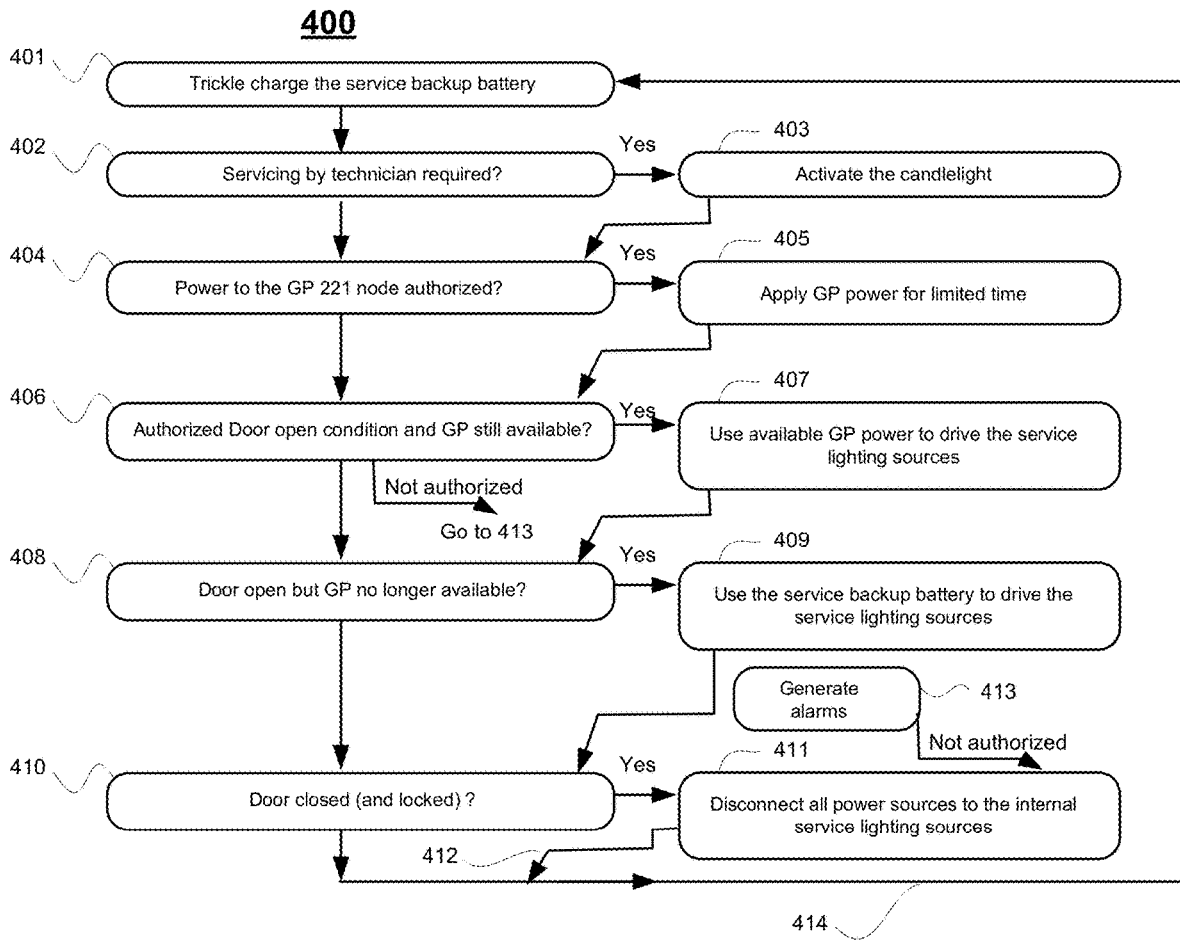 400
401
Trickle charge the service backup battery
402
Servicing by technician required?
Yes
403
Activate the candlelight
404
Power to the GP 221 node authorized?
Yes
405
Apply GP power for limited time
406
Authorized Door open condition and GP still available?
Yes
407
Use available GP power to drive the service
lighting sources
Not authorized
Go to 413
408
Door open but GP no longer available?
Yes
409
Use the service backup battery to drive the
service lighting sources
Generate
alarms
413
Not authorized
410
Door closed (and locked) ?
Yes
411
Disconnect all power sources to the internal
service lighting sources
412
414